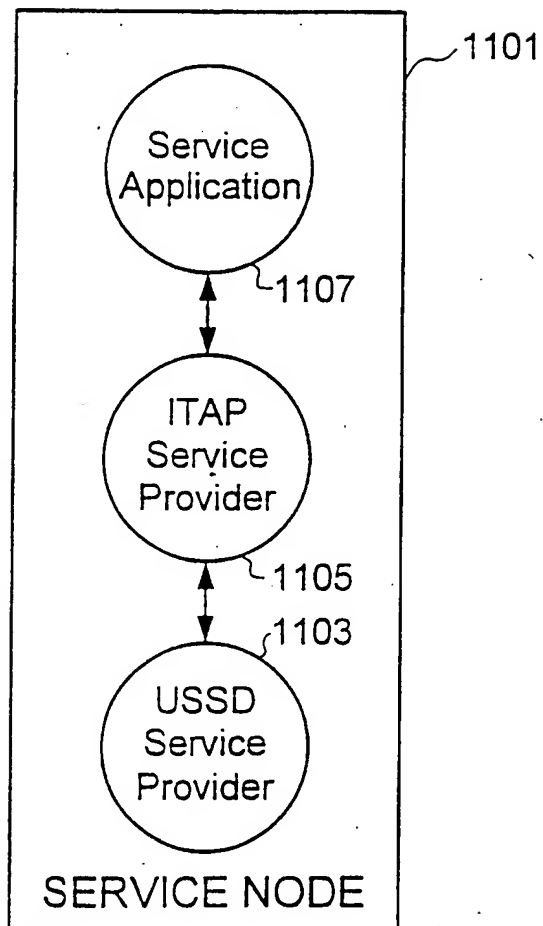 1101
Service
Application
1107
ITAP
Service
Provider
1105
1103
USSD
Service
Provider
SERVICE NODE